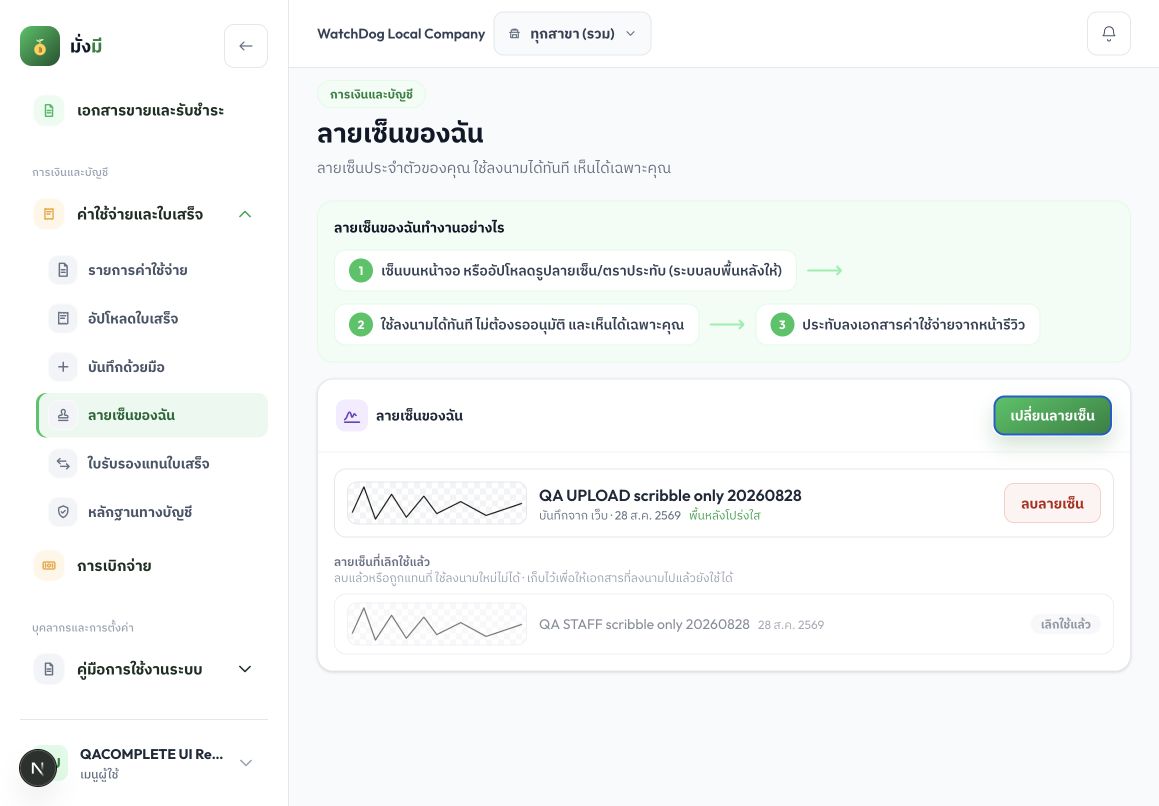 มั่งมี
เอกสารขายและรับชำระ
การเงินและบัญชี
ค่าใช้จ่ายและใบเสร็จ
รายการค่าใช้จ่าย
อัปโหลดใบเสร็จ
บันทึกด้วยมือ
ลายเซ็นของฉัน
ใบรับรองแทนใบเสร็จ
หลักฐานทางบัญชี
การเบิกจ่าย
บุคลากรและการตั้งค่า
คู่มือการใช้งานระบบ
N
QACOMPLETE UI Re...
เมนูผู้ใช้
WatchDog Local Company
ทุกสาขา (รวม)
การเงินและบัญชี
ลายเซ็นของฉัน
ลายเซ็นประจำตัวของคุณ ใช้ลงนามได้ทันที เห็นได้เฉพาะคุณ
ลายเซ็นของฉันทำงานอย่างไร
1 เซ็นบนหน้าจอ หรืออัปโหลดรูปลายเซ็น/ตราประทับ (ระบบลบพื้นหลังให้)
2 ใช้ลงนามได้ทันที ไม่ต้องรออนุมัติ และเห็นได้เฉพาะคุณ
3 ประทับลงเอกสารค่าใช้จ่ายจากหน้ารีวิว
ลายเซ็นของฉัน
เปลี่ยนลายเซ็น
QA UPLOAD scribble only 20260828
บันทึกจาก เว็บ · 28 ส.ค. 2569 พื้นหลังโปร่งใส
ลบลายเซ็น
ลายเซ็นที่เลิกใช้แล้ว
ลบแล้วหรือถูกแทนที่ ใช้ลงนามใหม่ไม่ได้ · เก็บไว้เพื่อให้เอกสารที่ลงนามไปแล้วยังใช้ได้
QA STAFF scribble only 20260828 28 ส.ค. 2569
เลิกใช้แล้ว